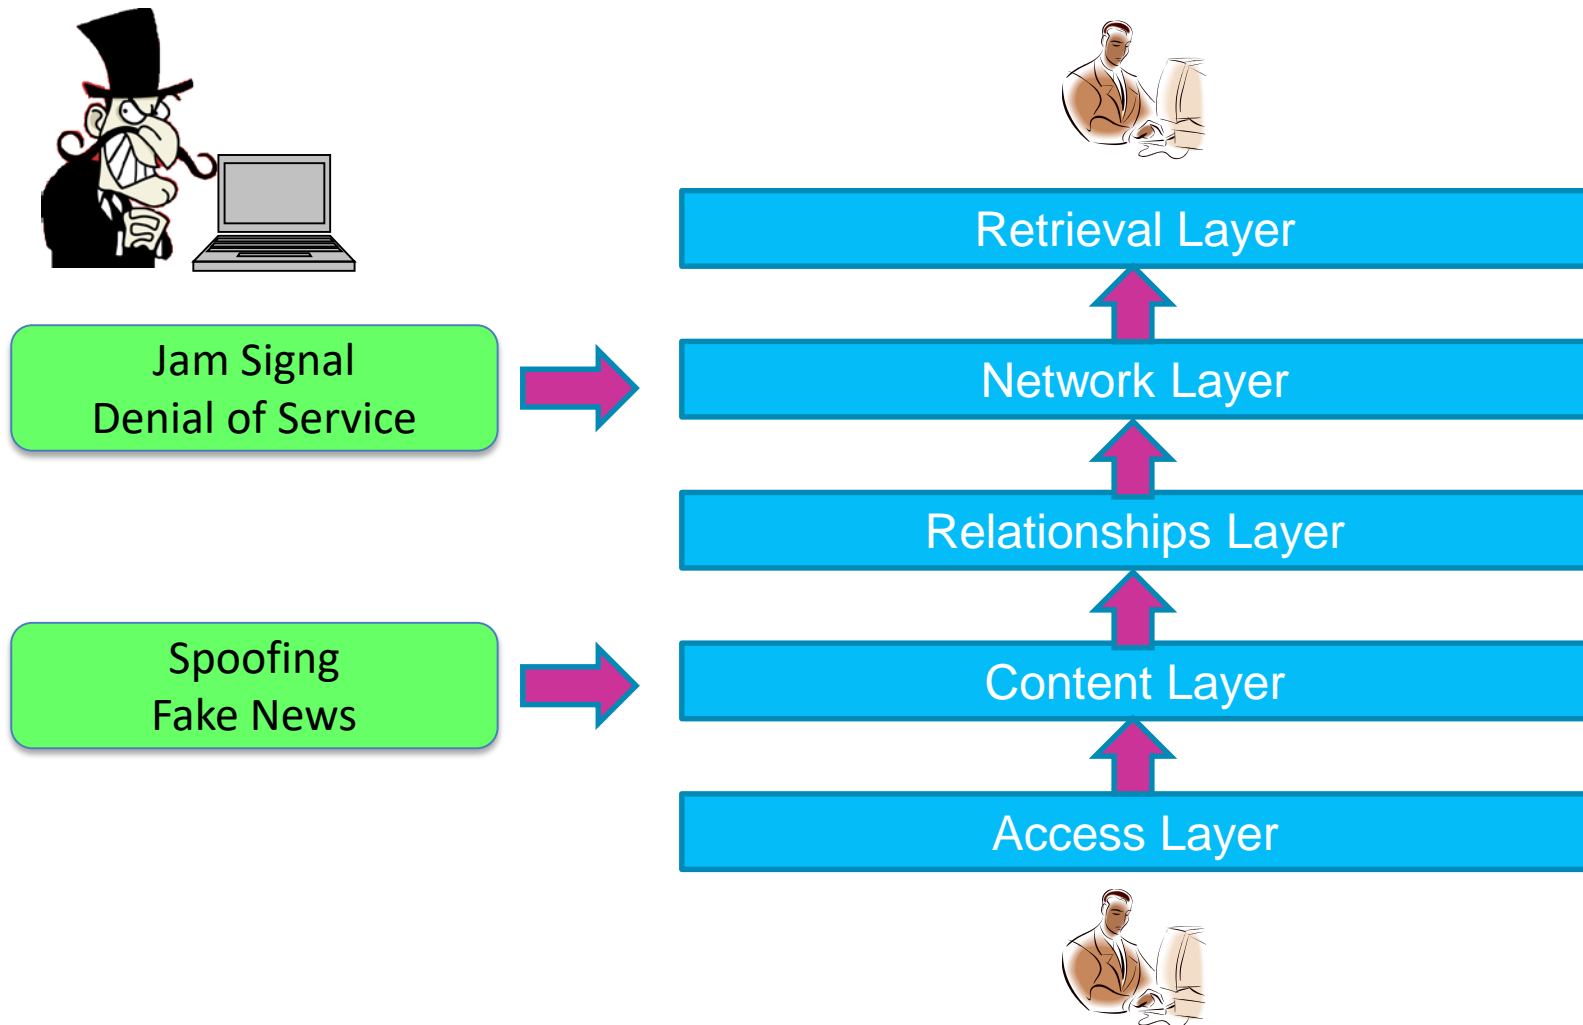 Retrieval Layer
Jam Signal
Denial of Service
Network Layer
Relationships Layer
Spoofing
Fake News
Content Layer
Access Layer